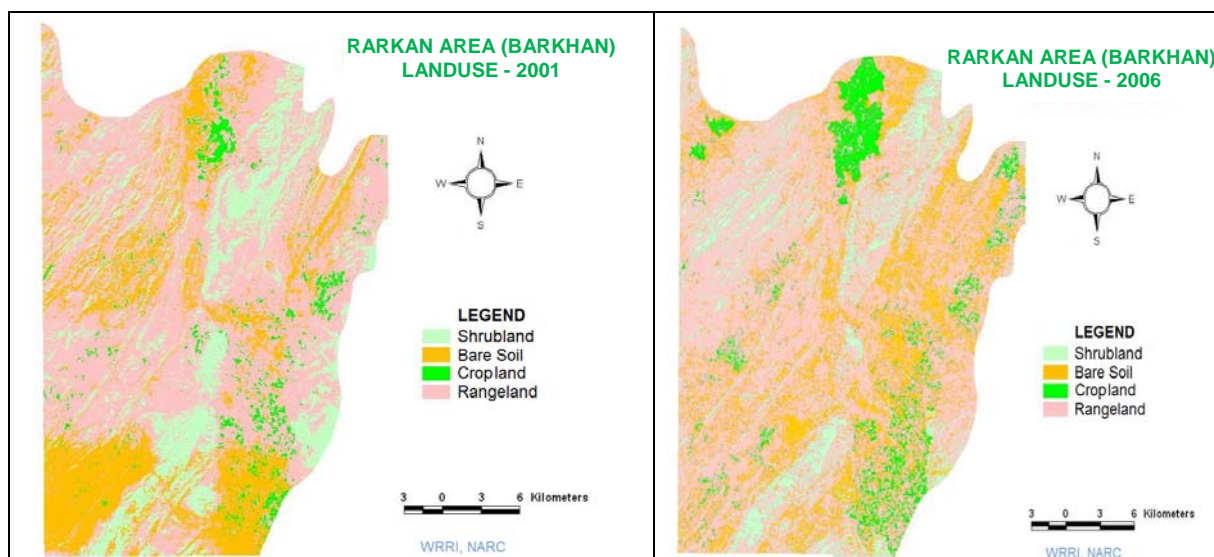 RARKAN AREA (BARKHAN)
LANDUSE - 2001
N
W
E
S
LEGEND
Shrubland
Bare Soil
Cropland
Rangeland
3 0 3 6 Kilometers
WRRI, NARC
RARKAN AREA (BARKHAN)
LANDUSE - 2006
N
W
E
S
LEGEND
Shrubland
Bare Soil
Cropland
Rangeland
3 0 3 6 Kilometers
WRRI, NARC